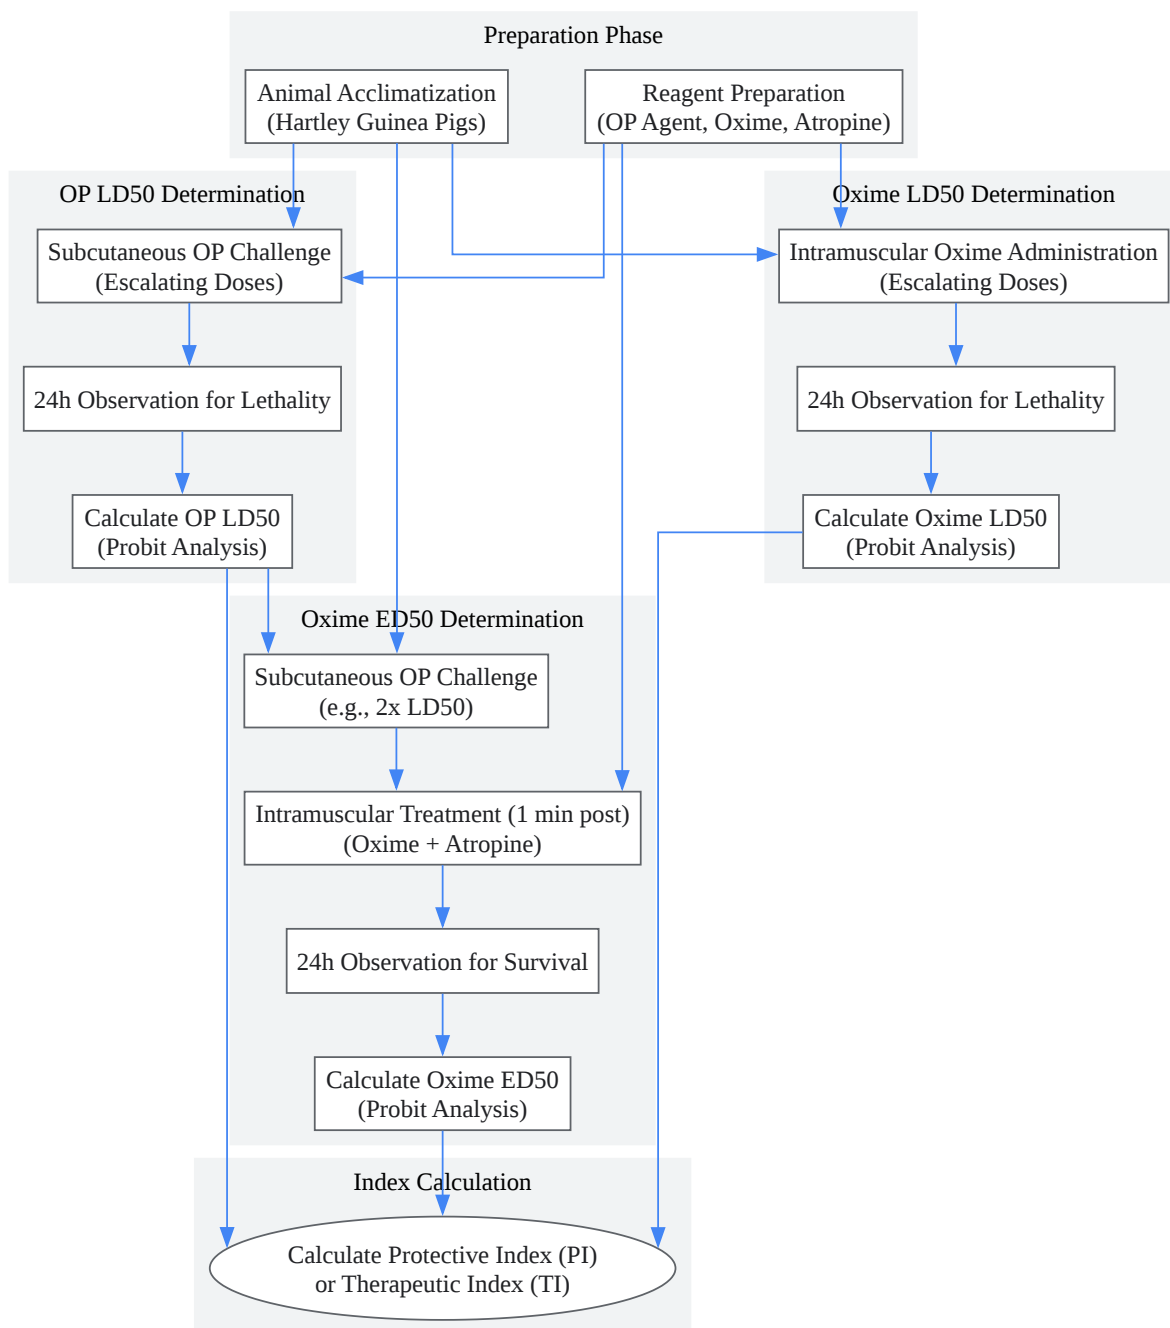 Preparation Phase
Animal Acclimatization
(Hartley Guinea Pigs)
Reagent Preparation
(OP Agent, Oxime, Atropine)
OP LD50 Determination
Subcutaneous OP Challenge
(Escalating Doses)
24h Observation for Lethality
Calculate OP LD50
(Probit Analysis)
Oxime LD50 Determination
Intramuscular Oxime Administration
(Escalating Doses)
24h Observation for Lethality
Calculate Oxime LD50
(Probit Analysis)
Oxime ED50 Determination
Subcutaneous OP Challenge
(e.g., 2x LD50)
Intramuscular Treatment (1 min post)
(Oxime + Atropine)
24h Observation for Survival
Calculate Oxime ED50
(Probit Analysis)
Index Calculation
Calculate Protective Index (PI)
or Therapeutic Index (TI)